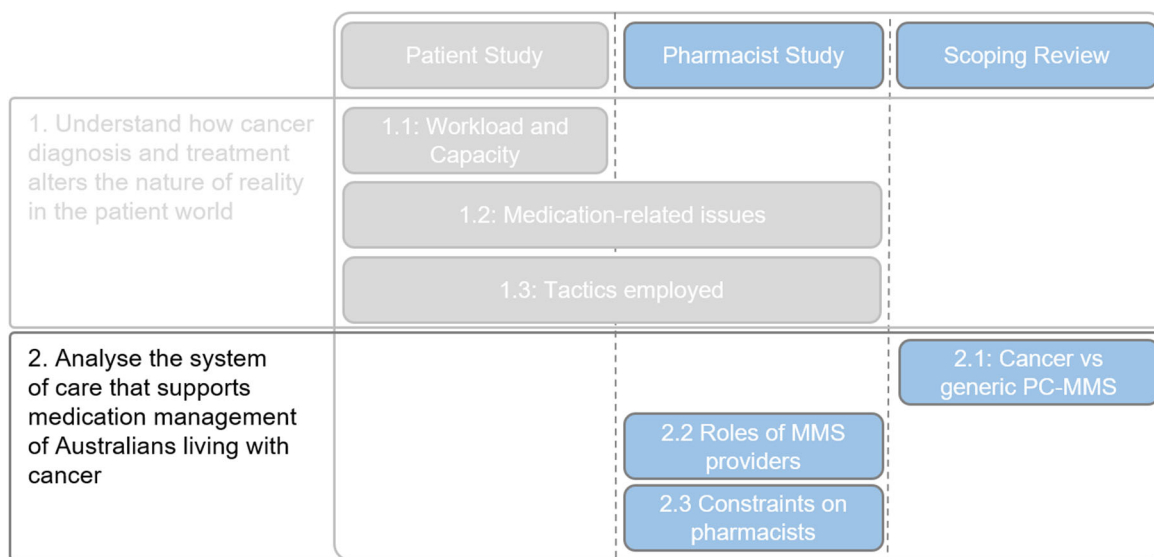 Patient Study
Pharmacist Study
Scoping Review
1. Understand how cancer
diagnosis and treatment
alters the nature of reality
in the patient world
1.1: Workload and
Capacity
1.2: Medication-related issues
1.3: Tactics employed
2. Analyse the system
of care that supports
medication management
of Australians living with
cancer
2.1: Cancer vs
generic PC-MMS
2.2 Roles of MMS
providers
2.3 Constraints on
pharmacists